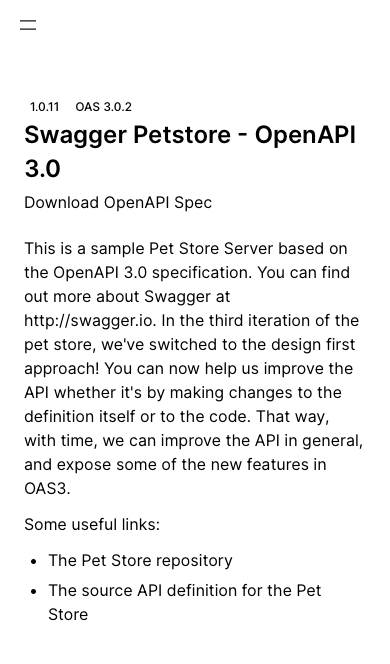 1.0.11 OAS 3.0.2
Swagger Petstore - OpenAPI
3.0
Download OpenAPI Spec
This is a sample Pet Store Server based on
the OpenAPI 3.0 specification. You can find
out more about Swagger at
http://swagger.io. In the third iteration of the
pet store, we've switched to the design first
approach! You can now help us improve the
API whether it's by making changes to the
definition itself or to the code. That way,
with time, we can improve the API in general,
and expose some of the new features in
OAS3.
Some useful links:
• The Pet Store repository
• The source API definition for the Pet
Store